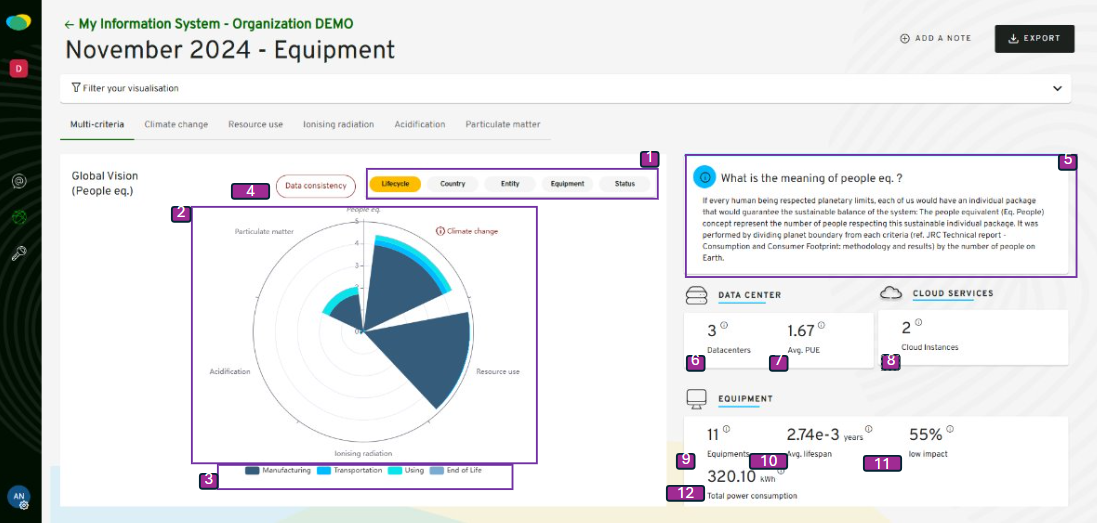 ← My Information System - Organization DEMO
November 2024 - Equipment
ADD A NOTE
EXPORT
D
Filter your visualisation
Multi-criteria
Climate change
Resource use
Ionising radiation
Acidification
Particulate matter
Global Vision
(People eq.)
4
Data consistency
1
Lifecycle
Country
Entity
Equipment
Status
2
People eq.
5
4
3
2
1
0
Particulate matter
Climate change
Acidification
Resource use
Ionising radiation
3
Manufacturing
Transportation
Using
End of Life
5
What is the meaning of people eq. ?
If every human being respected planetary limits, each of us would have an individual package
that would guarantee the sustainable balance of the system: The people equivalent (Eq. People)
concept represent the number of people respecting this sustainable individual package. It was
performed by dividing planet boundary from each criteria (ref. JRC Technical report -
Consumption and Consumer Footprint: methodology and results) by the number of people on
Earth.
DATA CENTER
3
Datacenters
6
1.67
Avg. PUE
7
CLOUD SERVICES
2
Cloud Instances
8
EQUIPMENT
11
Equipments
9
2.74e-3 years
Avg. lifespan
10
55%
low impact
11
320.10 kWh
Total power consumption
12
AN